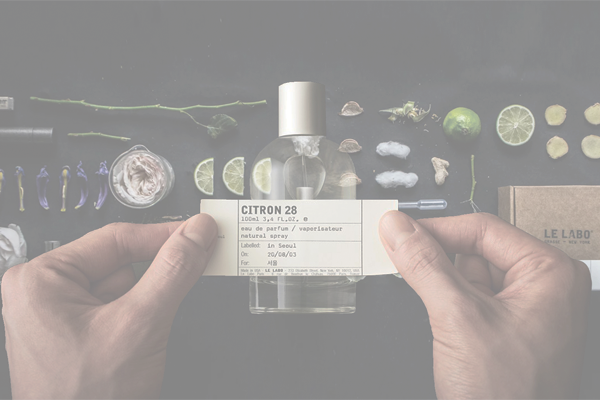 CITRON 28
100ml 3,4 fl.oz. e
eau de parfum / vaporisateur
natural spray
Labelled: in Seoul
On: 20/08/03
For: 서울
LE LABO
LE LABO